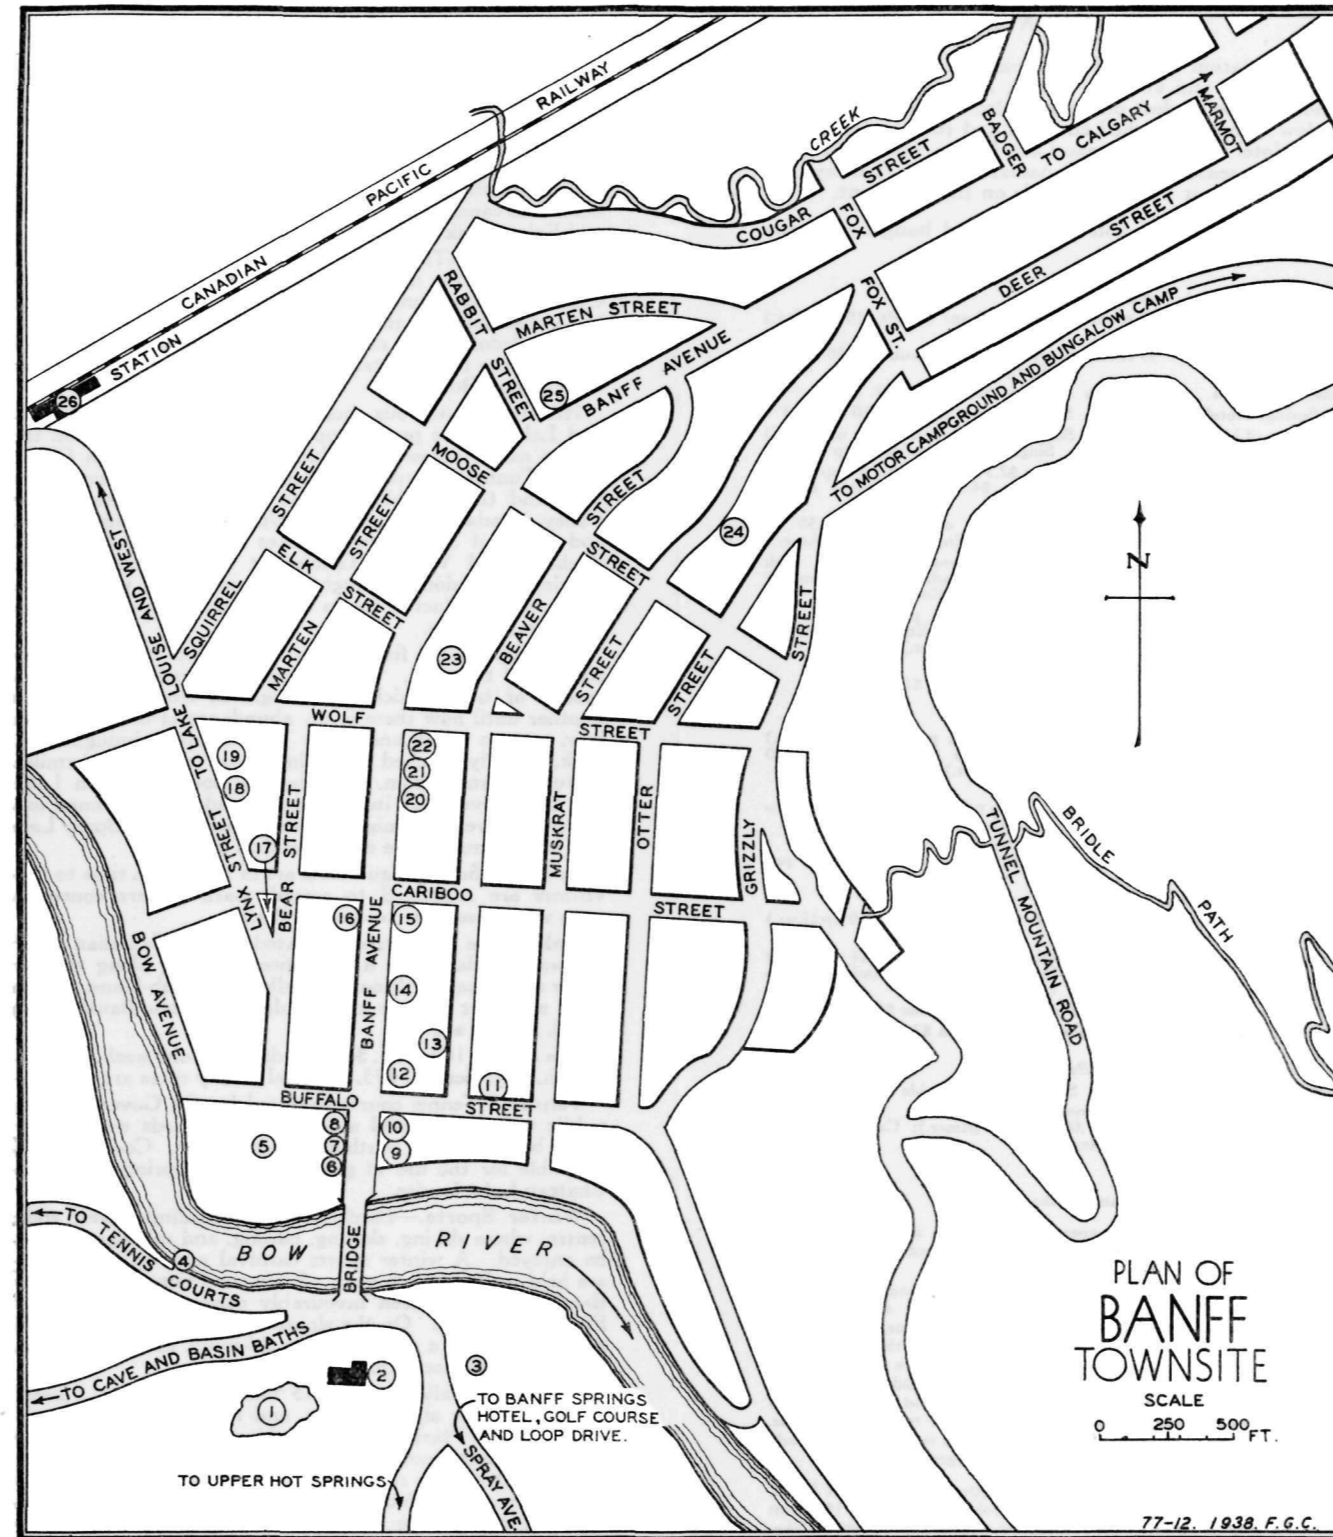 RAILWAY
PACIFIC
CANADIAN
STATION
26
CREEK
COUGAR STREET
BADGER
TO CALGARY
MARMOT
FOX
FOX ST.
DEER STREET
RABBIT STREET
MARTEN STREET
BANFF AVENUE
25
TO MOTOR CAMPGROUND AND BUNGALOW CAMP
MOOSE STREET
24
SQUIRREL STREET
ELK STREET
MARTEN STREET
BEAVER STREET
23
STREET
STREET
STREET
N
LYNX STREET TO LAKE LOUISE AND WEST
WOLF STREET
19
18
17
22
21
20
BEAR STREET
MUSKRAT
OTTER
GRIZZLY
CARIBOO STREET
TUNNEL MOUNTAIN ROAD
BRIDLE PATH
BOW AVENUE
BANFF AVENUE
16
15
14
13
12
11
BUFFALO STREET
5
8
7
6
10
9
BOW RIVER
BRIDGE
4
TO TENNIS COURTS
TO CAVE AND BASIN BATHS
1
2
3
TO BANFF SPRINGS
HOTEL, GOLF COURSE
AND LOOP DRIVE.
TO UPPER HOT SPRINGS
SPRAY AVE.
PLAN OF
BANFF
TOWNSITE
SCALE
0 250 500 FT.
77-12. 1938. F.G.C.